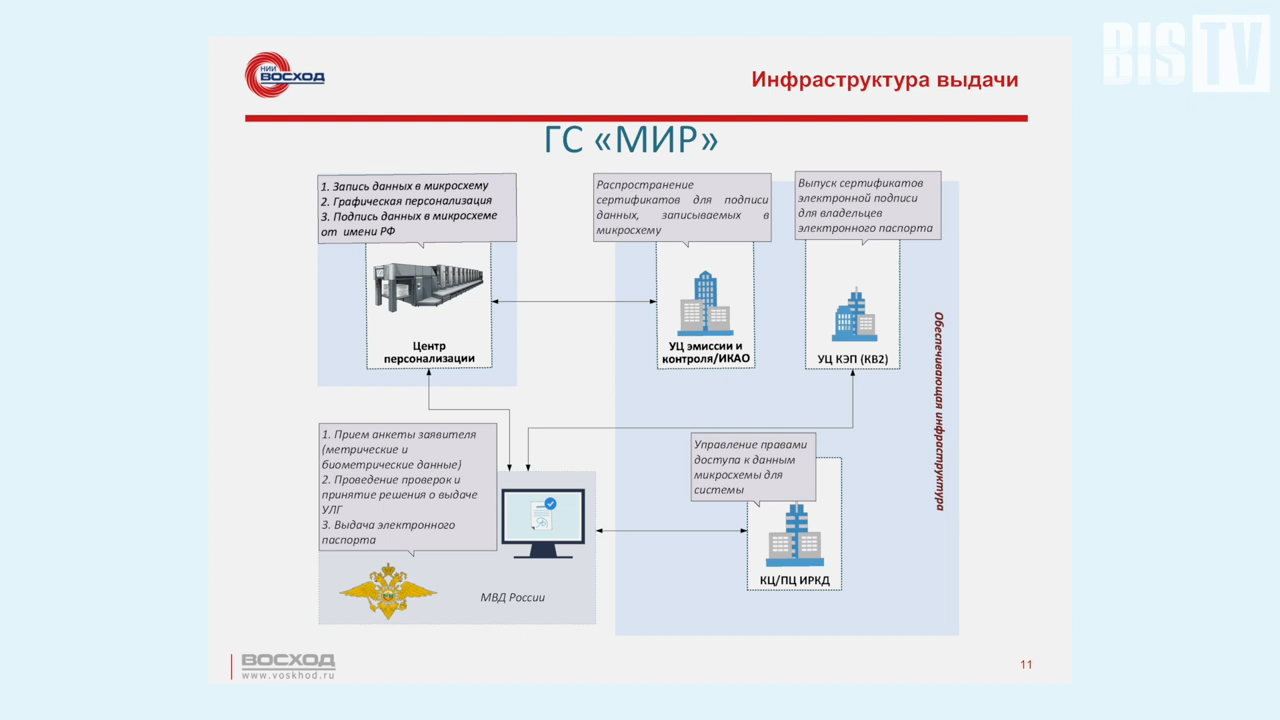 BIS TV
НИИ
ВОСХОД
Инфраструктура выдачи
ГС «МИР»
1. Запись данных в микросхему
2. Графическая персонализация
3. Подпись данных в микросхеме
от имени РФ
Распространение
сертификатов для подписи
данных, записываемых в
микросхему
Выпуск сертификатов
электронной подписи
для владельцев
электронного паспорта
Центр
персонализации
УЦ эмиссии и
контроля/ИКАО
УЦ КЭП (КВ2)
Обеспечивающая инфраструктура
1. Прием анкеты заявителя
(метрические и
биометрические данные)
2. Проведение проверок и
принятие решения о выдаче
УЛГ
3. Выдача электронного
паспорта
Управление правами
доступа к данным
микросхемы для
системы
КЦ/ПЦ ИРКД
МВД России
ВОСХОД
www.voskhod.ru
11